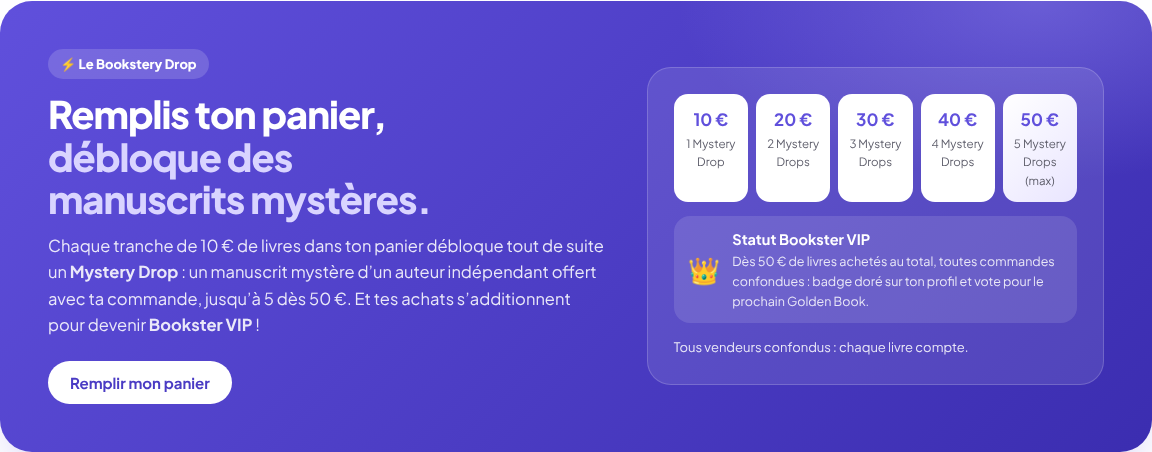 ⚡ Le Bookstery Drop
Remplis ton panier,
débloque des
manuscrits mystères.
Chaque tranche de 10 € de livres dans ton panier débloque tout de suite
un Mystery Drop : un manuscrit mystère d’un auteur indépendant offert
avec ta commande, jusqu’à 5 dès 50 €. Et tes achats s’additionnent
pour devenir Bookster VIP !
Remplir mon panier
10 €
1 Mystery
Drop
20 €
2 Mystery
Drops
30 €
3 Mystery
Drops
40 €
4 Mystery
Drops
50 €
5 Mystery
Drops
(max)
Statut Bookster VIP
Dès 50 € de livres achetés au total, toutes commandes
confondues : badge doré sur ton profil et vote pour le
prochain Golden Book.
Tous vendeurs confondus : chaque livre compte.